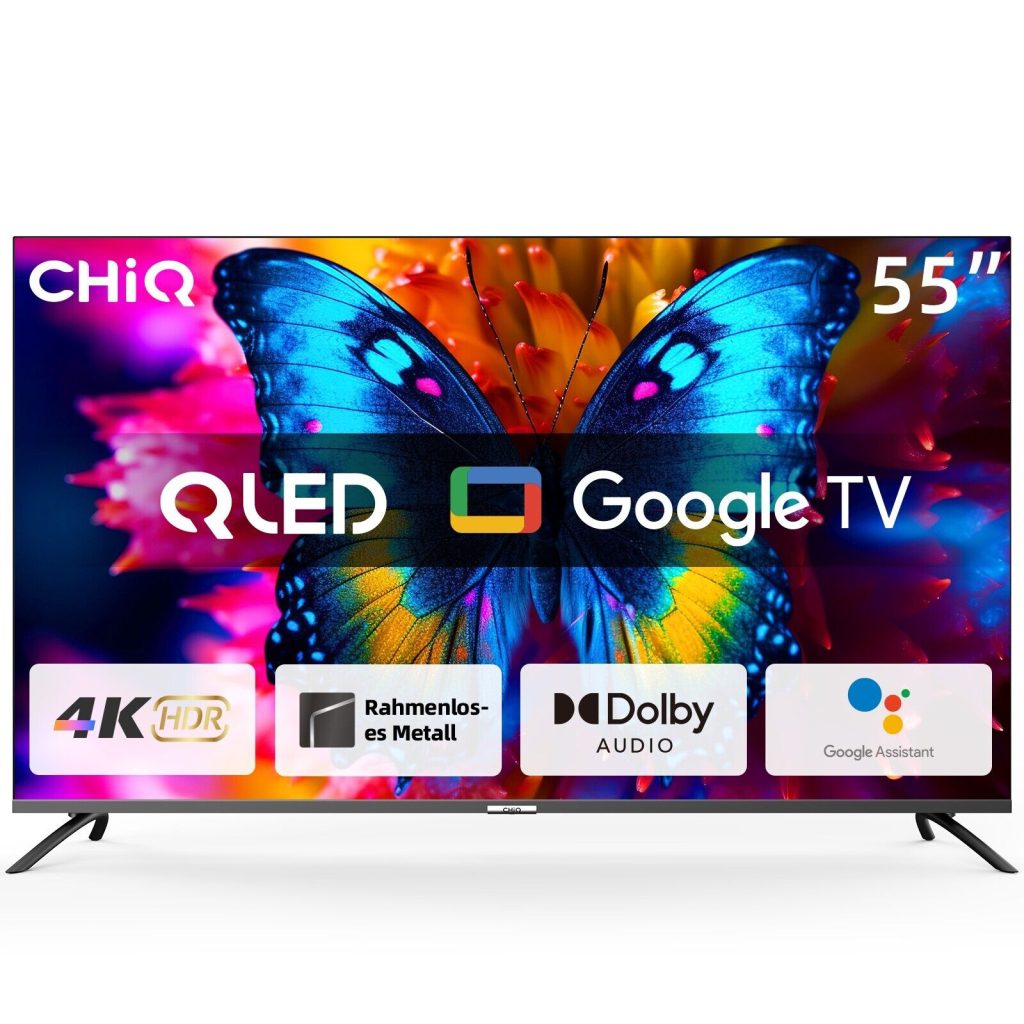 CHiQ
55”
QLED
Google TV
4K HDR
Rahmenlos-
es Metall
Dolby
AUDIO
Google Assistant
CHiQ